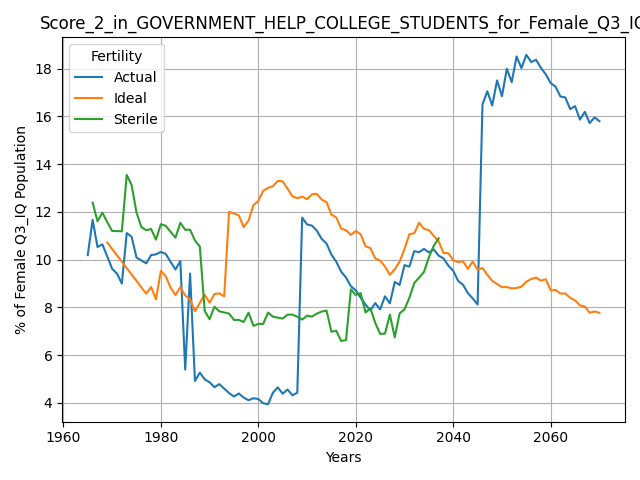 Score_2_in_GOVERNMENT_HELP_COLLEGE_STUDENTS_for_Female_Q3_IQ
Fertility
Actual
Ideal
Sterile
% of Female Q3_IQ Population
18
16
14
12
10
8
6
4
1960 1980 2000 2020 2040 2060
Years